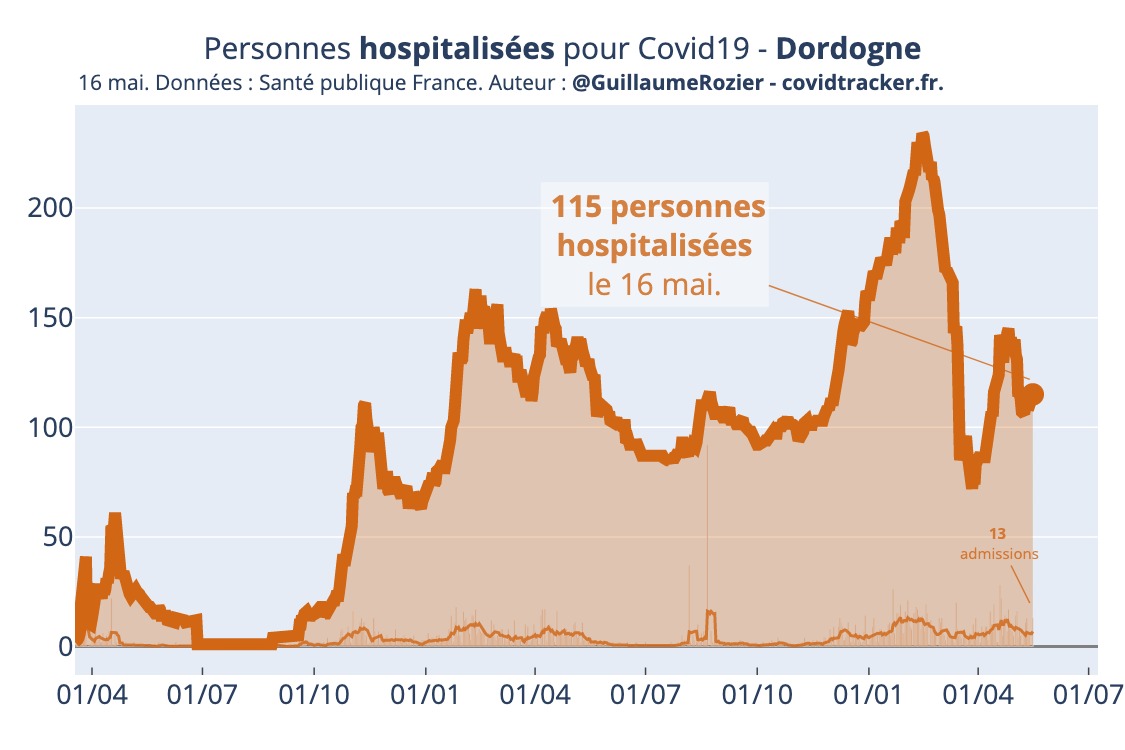 Personnes hospitalisées pour Covid19 - Dordogne
16 mai. Données : Santé publique France. Auteur : @GuillaumeRozier - covidtracker.fr.
200
150
100
50
0
115 personnes
hospitalisées
le 16 mai.
13
admissions
01/04 01/07 01/10 01/01 01/04 01/07 01/10 01/01 01/04 01/07